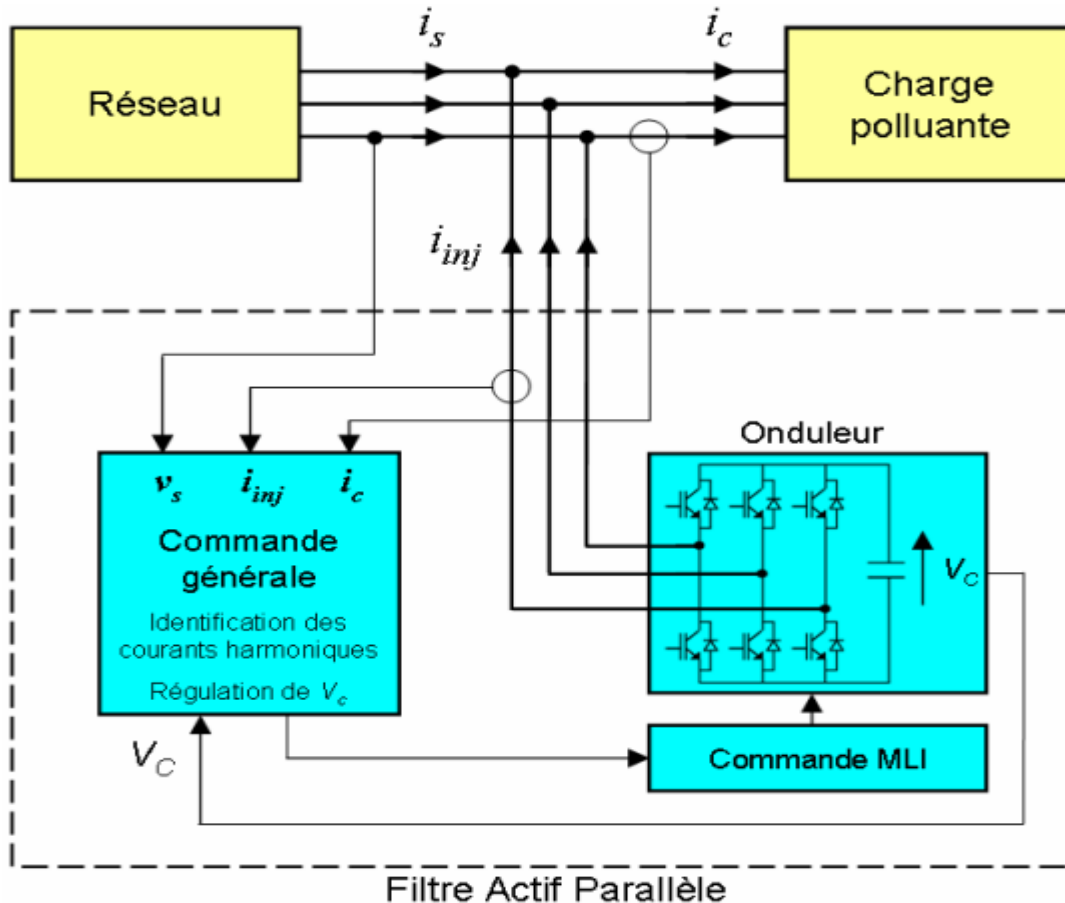 i_s
i_c
Réseau
Charge
polluante
i_inj
Onduleur
v_s i_inj i_c
Commande
générale
Identification des
courants harmoniques
Régulation de V_c
V_C
V_C
Commande MLI
Filtre Actif Parallèle